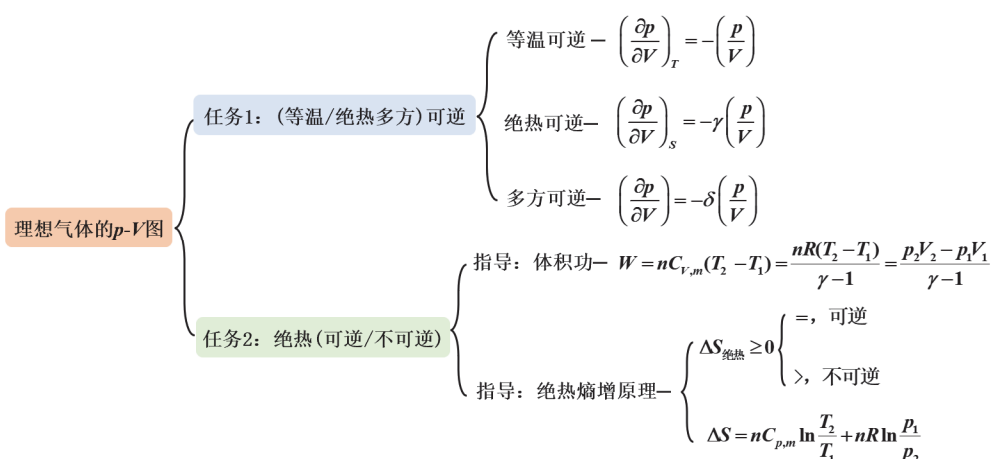 理想气体的p-V图
任务1：(等温/绝热多方)可逆
等温可逆— (∂p/∂V)_T = −(p/V)
绝热可逆— (∂p/∂V)_S = −γ(p/V)
多方可逆— (∂p/∂V) = −δ(p/V)
任务2：绝热(可逆/不可逆)
指导：体积功— W = nC_{V,m}(T₂ − T₁) = nR(T₂ − T₁)/(γ − 1) = (p₂V₂ − p₁V₁)/(γ − 1)
指导：绝热熵增原理—
ΔS_绝热 ≥ 0
=，可逆
>，不可逆
ΔS = nC_{p,m} ln T₂/T₁ + nR ln p₁/p₂